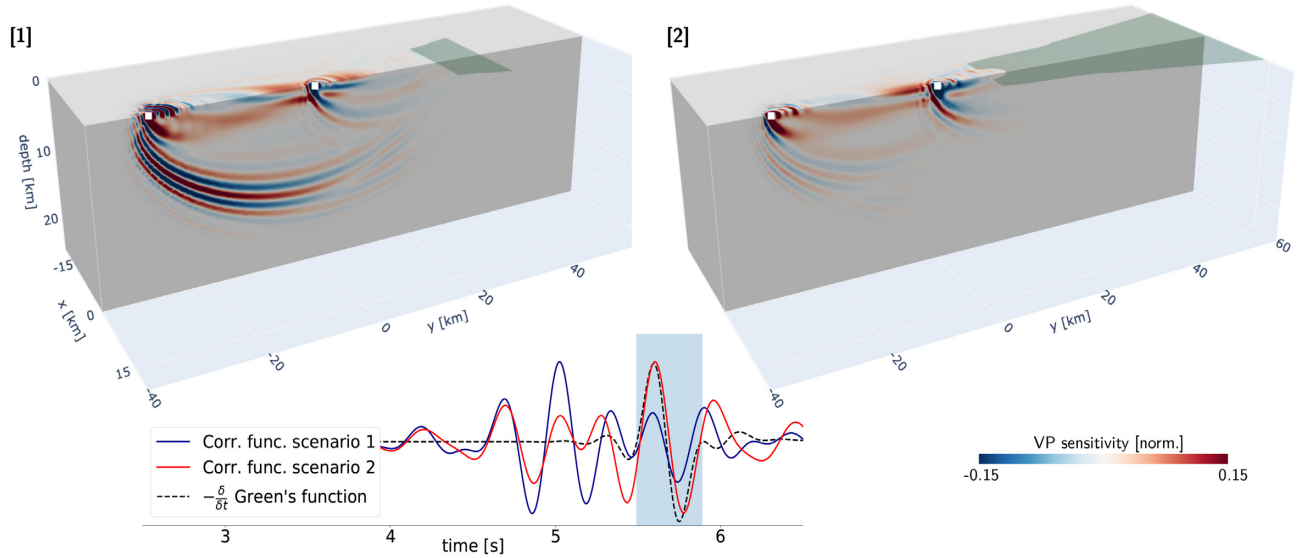 [1]
[2]
0
10
20
depth [km]
-15
0
15
x [km]
-40
-20
0
20
40
y [km]
-40
-20
0
20
40
60
y [km]
Corr. func. scenario 1
Corr. func. scenario 2
-δ/δt Green's function
3
4
5
6
time [s]
VP sensitivity [norm.]
-0.15
0.15